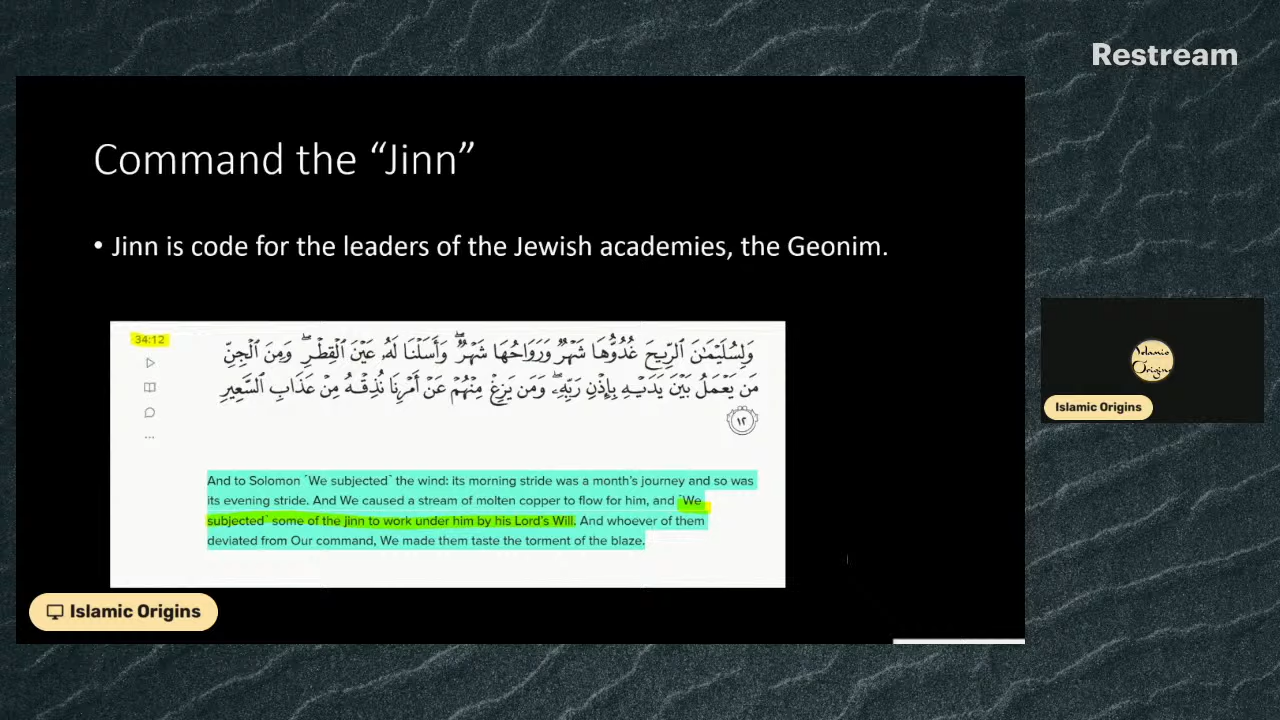 Restream
Command the “Jinn”
• Jinn is code for the leaders of the Jewish academies, the Geonim.
34:12
وَلِسُلَيْمَـٰنَ ٱلرِّيحَ غُدُوُّهَا شَهْرٌۭ وَرَوَاحُهَا شَهْرٌۭ ۖ وَأَسَلْنَا لَهُۥ عَيْنَ ٱلْقِطْرِ ۖ وَمِنَ ٱلْجِنِّ
مَن يَعْمَلُ بَيْنَ يَدَيْهِ بِإِذْنِ رَبِّهِۦ ۖ وَمَن يَزِغْ مِنْهُمْ عَنْ أَمْرِنَا نُذِقْهُ مِنْ عَذَابِ ٱلسَّعِيرِ
١٢
...
And to Solomon ˹We subjected˺ the wind: its morning stride was a month’s journey and so was
its evening stride. And We caused a stream of molten copper to flow for him, and ˹We
subjected˺ some of the jinn to work under him by his Lord’s Will. And whoever of them
deviated from Our command, We made them taste the torment of the blaze.
Islamic Origins
Islamic
Origins
Islamic Origins